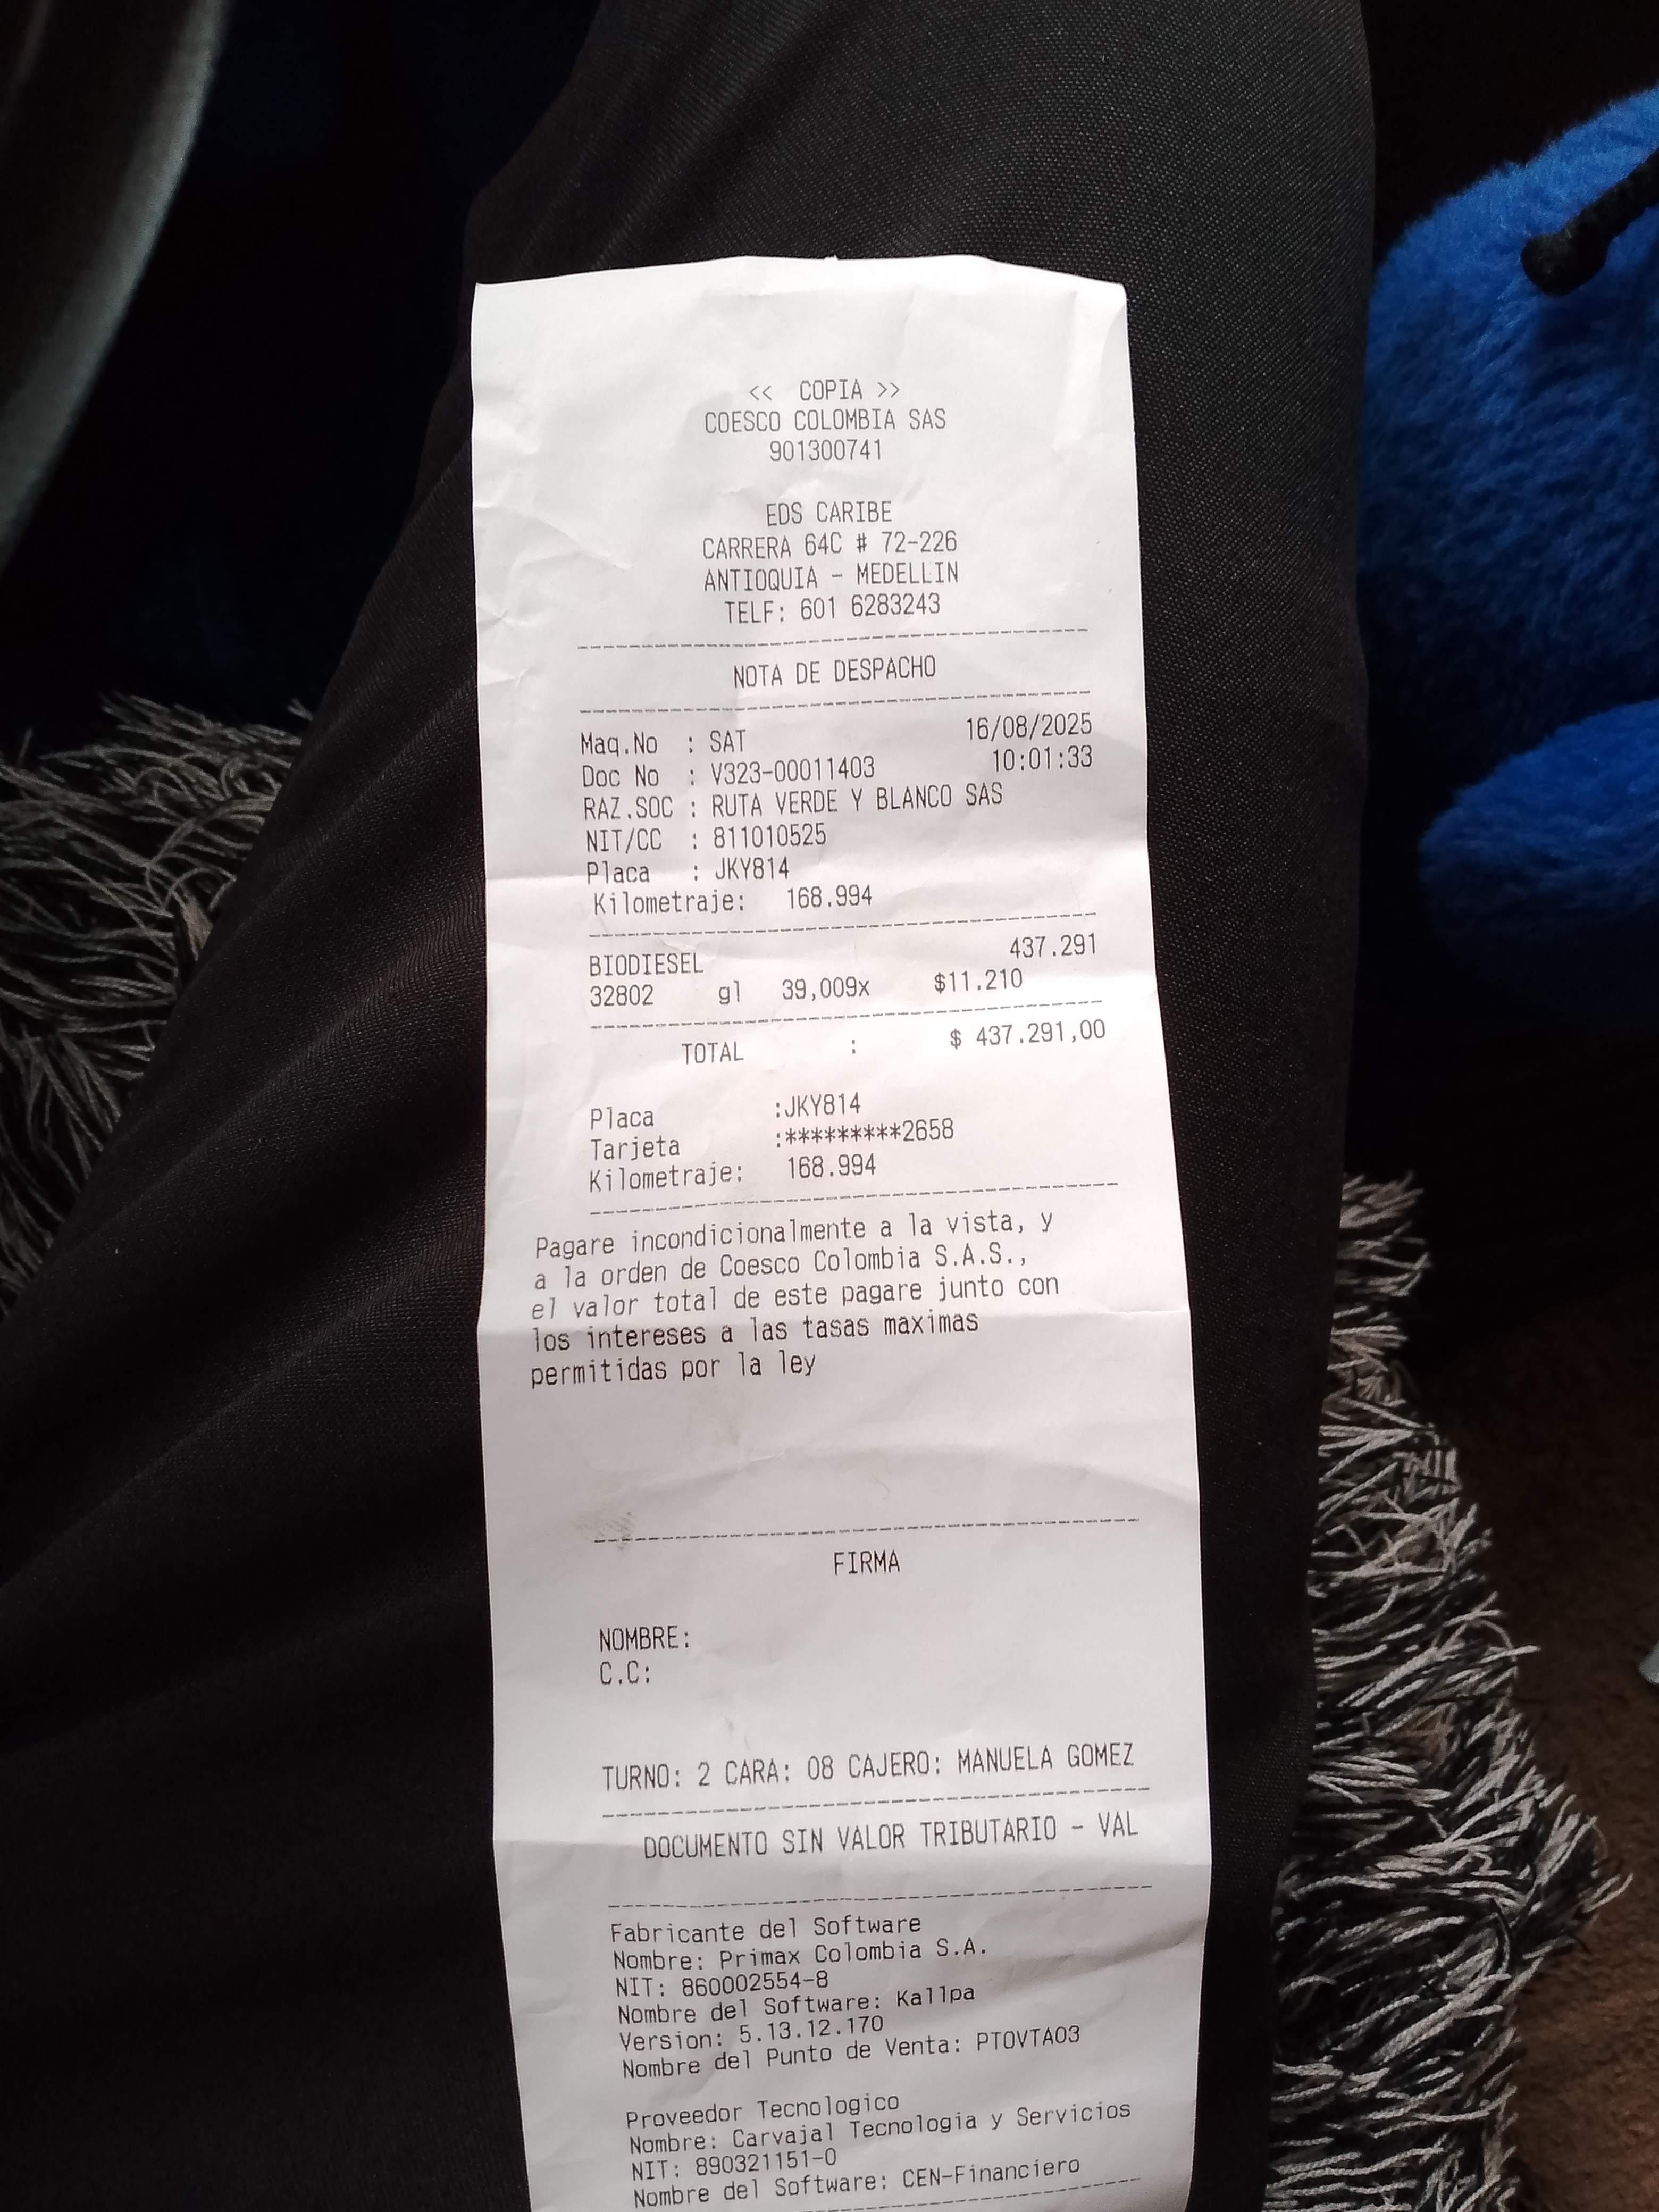 << COPIA >>
COESCO COLOMBIA SAS
901300741
EDS CARIBE
CARRERA 64C # 72-226
ANTIOQUIA - MEDELLIN
TELF: 601 6283243
NOTA DE DESPACHO
Maq.No : SAT 16/08/2025
Doc No : V323-00011403 10:01:33
RAZ.SOC : RUTA VERDE Y BLANCO SAS
NIT/CC : 811010525
Placa : JKY814
Kilometraje: 168.994
BIODIESEL 437.291
32802 gl 39,009x $11.210
TOTAL : $ 437.291,00
Placa :JKY814
Tarjeta :*********2658
Kilometraje: 168.994
Pagare incondicionalmente a la vista, y
a la orden de Coesco Colombia S.A.S.,
el valor total de este pagare junto con
los intereses a las tasas maximas
permitidas por la ley
FIRMA
NOMBRE:
C.C:
TURNO: 2 CARA: 08 CAJERO: MANUELA GOMEZ
DOCUMENTO SIN VALOR TRIBUTARIO - VAL
Fabricante del Software
Nombre: Primax Colombia S.A.
NIT: 860002554-8
Nombre del Software: Kallpa
Version: 5.13.12.170
Nombre del Punto de Venta: PTOVTA03
Proveedor Tecnologico
Nombre: Carvajal Tecnologia y Servicios
NIT: 890321151-0
Nombre del Software: CEN-Financiero